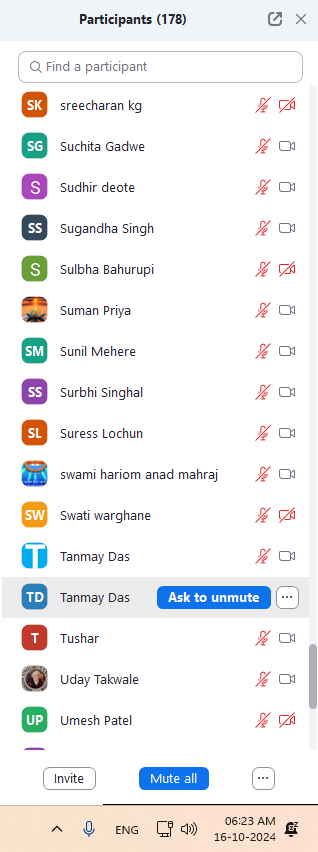 Participants (178)
Find a participant
SK sreecharan kg
SG Suchita Gadwe
S Sudhir deote
SS Sugandha Singh
S Sulbha Bahurupi
Suman Priya
SM Sunil Mehere
SS Surbhi Singhal
SL Suress Lochun
swami hariom anad mahraj
SW Swati warghane
T Tanmay Das
TD Tanmay Das Ask to unmute
T Tushar
Uday Takwale
UP Umesh Patel
Invite Mute all
ENG 06:23 AM
16-10-2024